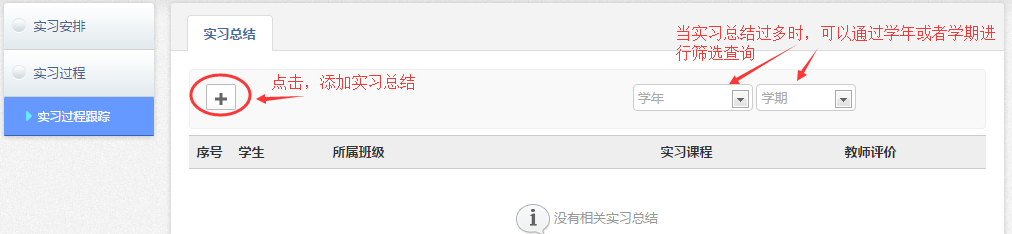 实习安排
实习过程
实习过程跟踪
实习总结
当实习总结过多时，可以通过学年或者学期进
行筛选查询
点击，添加实习总结
学年 学期
序号 学生 所属班级 实习课程 教师评价
没有相关实习总结